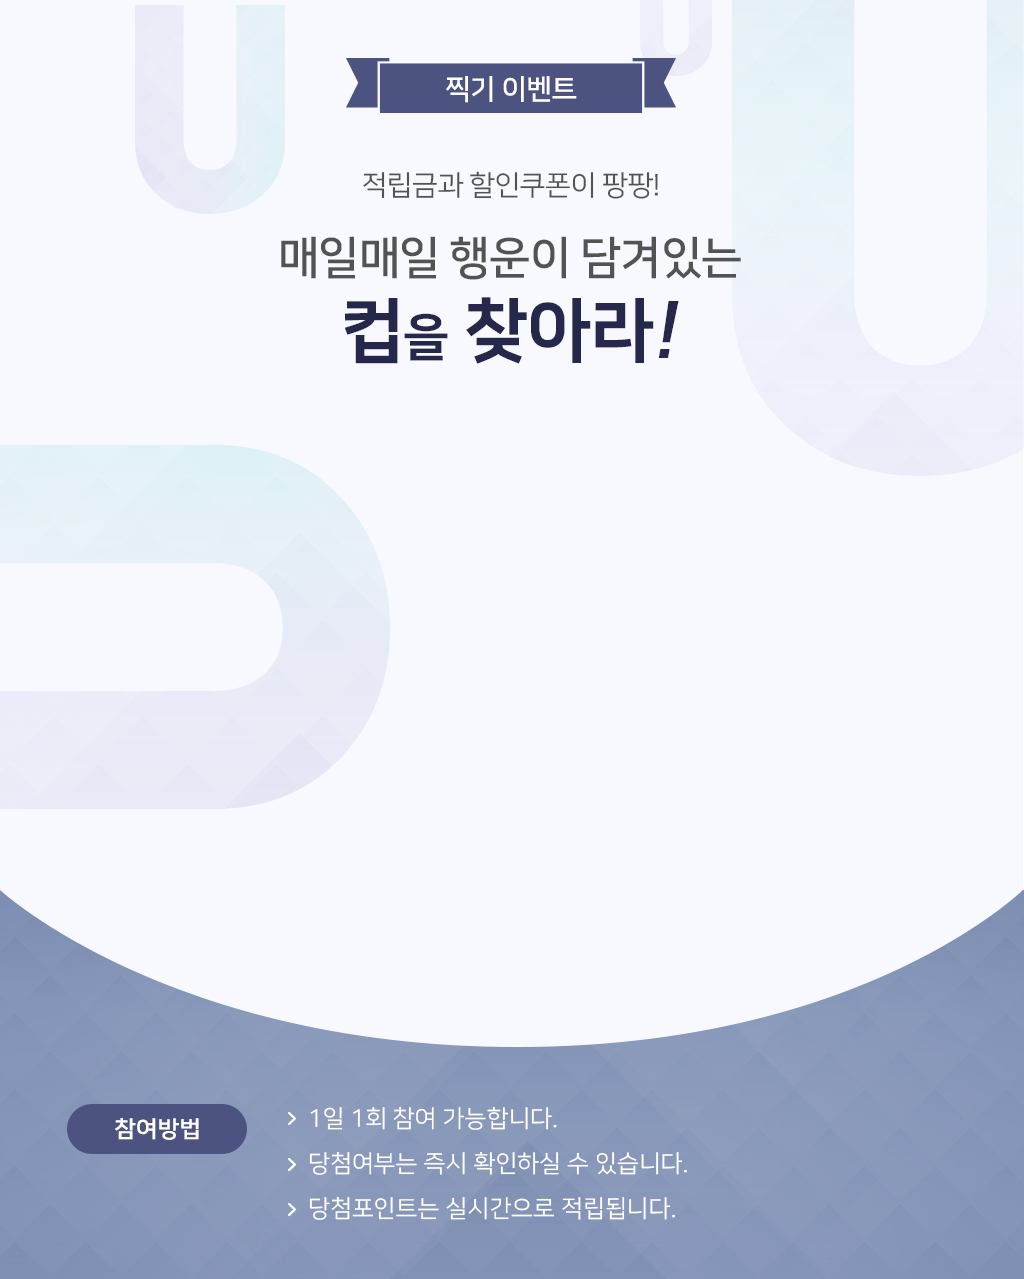 찍기 이벤트
적립금과 할인쿠폰이 팡팡!
매일매일 행운이 담겨있는
컵을 찾아라!
참여방법
> 1일 1회 참여 가능합니다.
> 당첨여부는 즉시 확인하실 수 있습니다.
> 당첨포인트는 실시간으로 적립됩니다.